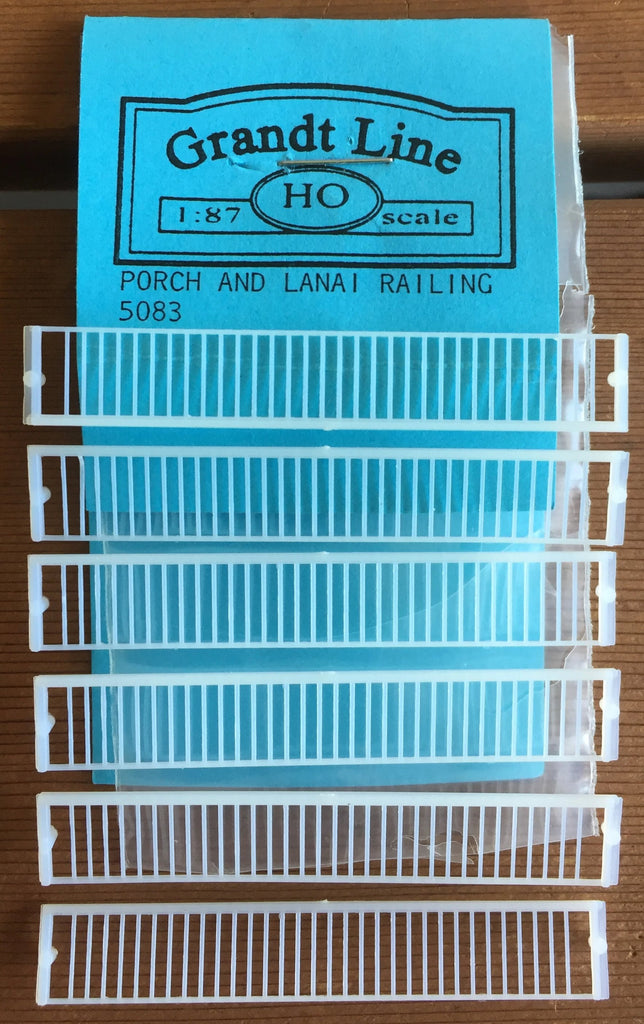 Grandt Line
1:87 HO scale
PORCH AND LANAI RAILING
5083